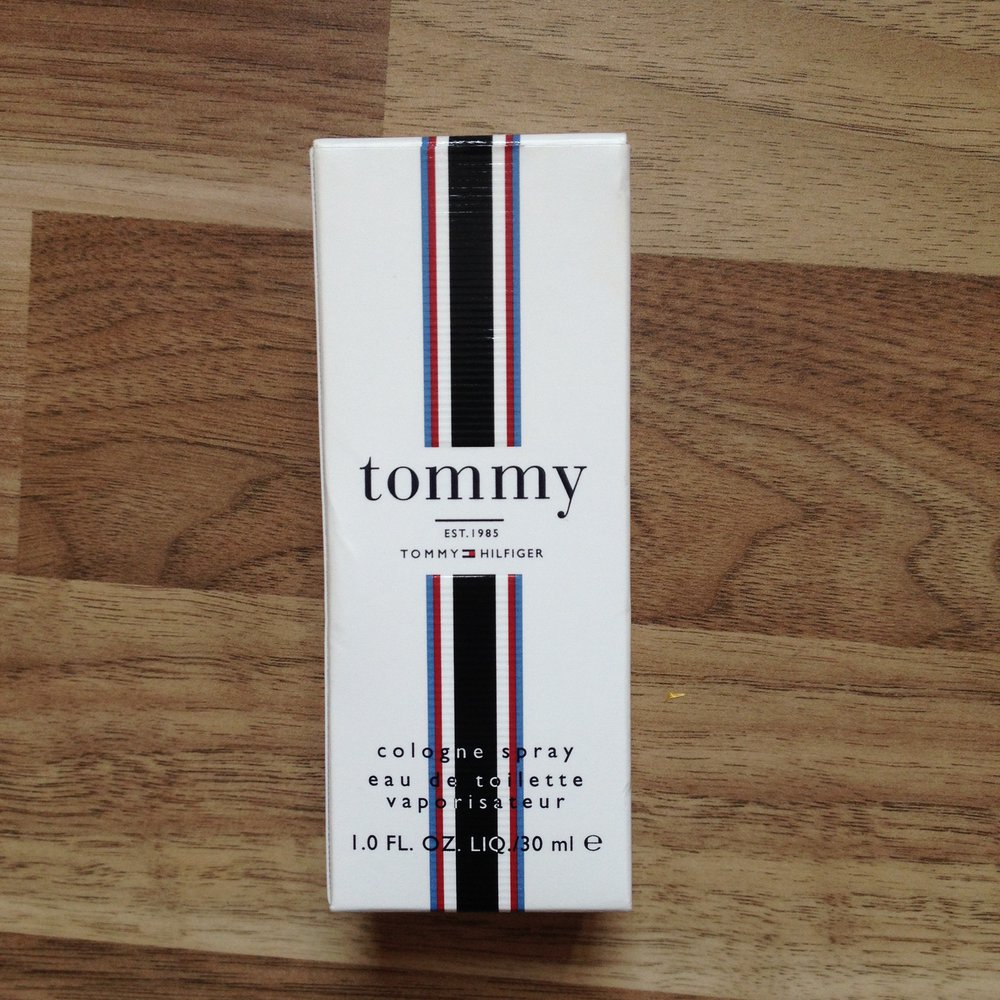 tommy
EST. 1985
TOMMY HILFIGER
cologne spray
eau de toilette
vaporisateur
1.0 FL. OZ. LIQ./30 ml ℮